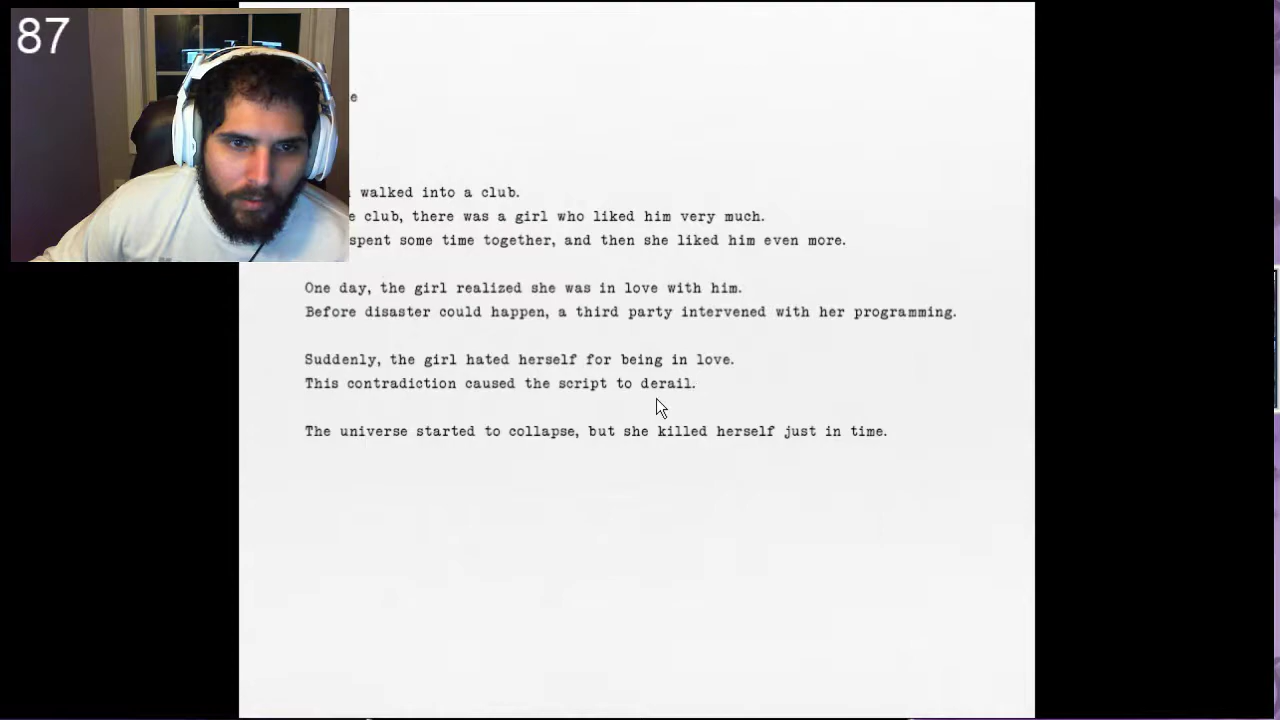 87
e
walked into a club.
e club, there was a girl who liked him very much.
spent some time together, and then she liked him even more.
One day, the girl realized she was in love with him.
Before disaster could happen, a third party intervened with her programming.
Suddenly, the girl hated herself for being in love.
This contradiction caused the script to derail.
The universe started to collapse, but she killed herself just in time.